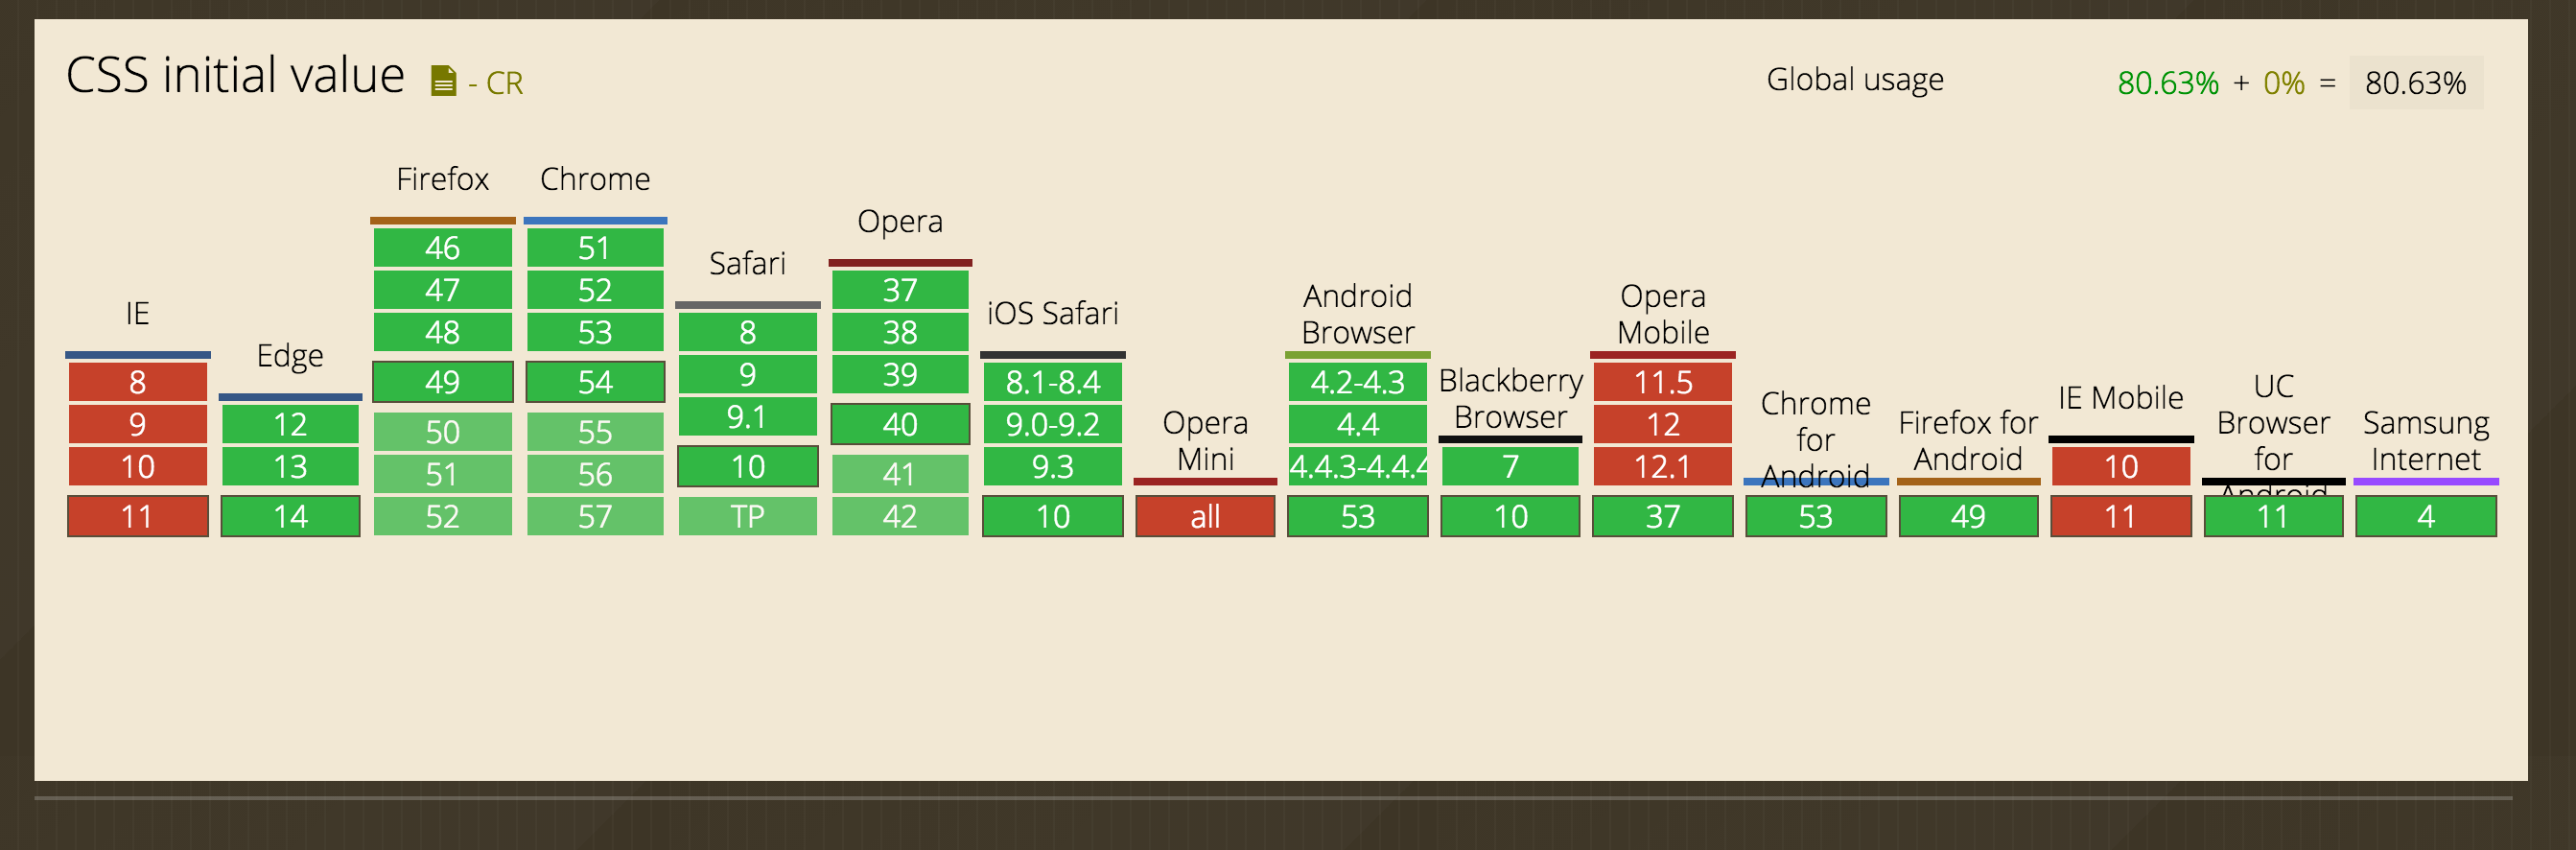 CSS initial value - CR
Global usage
80.63% + 0% = 80.63%
IE
8
9
10
11
Edge
12
13
14
Firefox
46
47
48
49
50
51
52
Chrome
51
52
53
54
55
56
57
Safari
8
9
9.1
10
TP
Opera
37
38
39
40
41
42
iOS Safari
8.1-8.4
9.0-9.2
9.3
10
Opera
Mini
all
Android
Browser
4.2-4.3
4.4
4.4.3-4.4.4
53
Blackberry
Browser
7
10
Opera
Mobile
11.5
12
12.1
37
Chrome
for
Android
53
Firefox for
Android
49
IE Mobile
10
11
UC
Browser
for
Android
11
Samsung
Internet
4